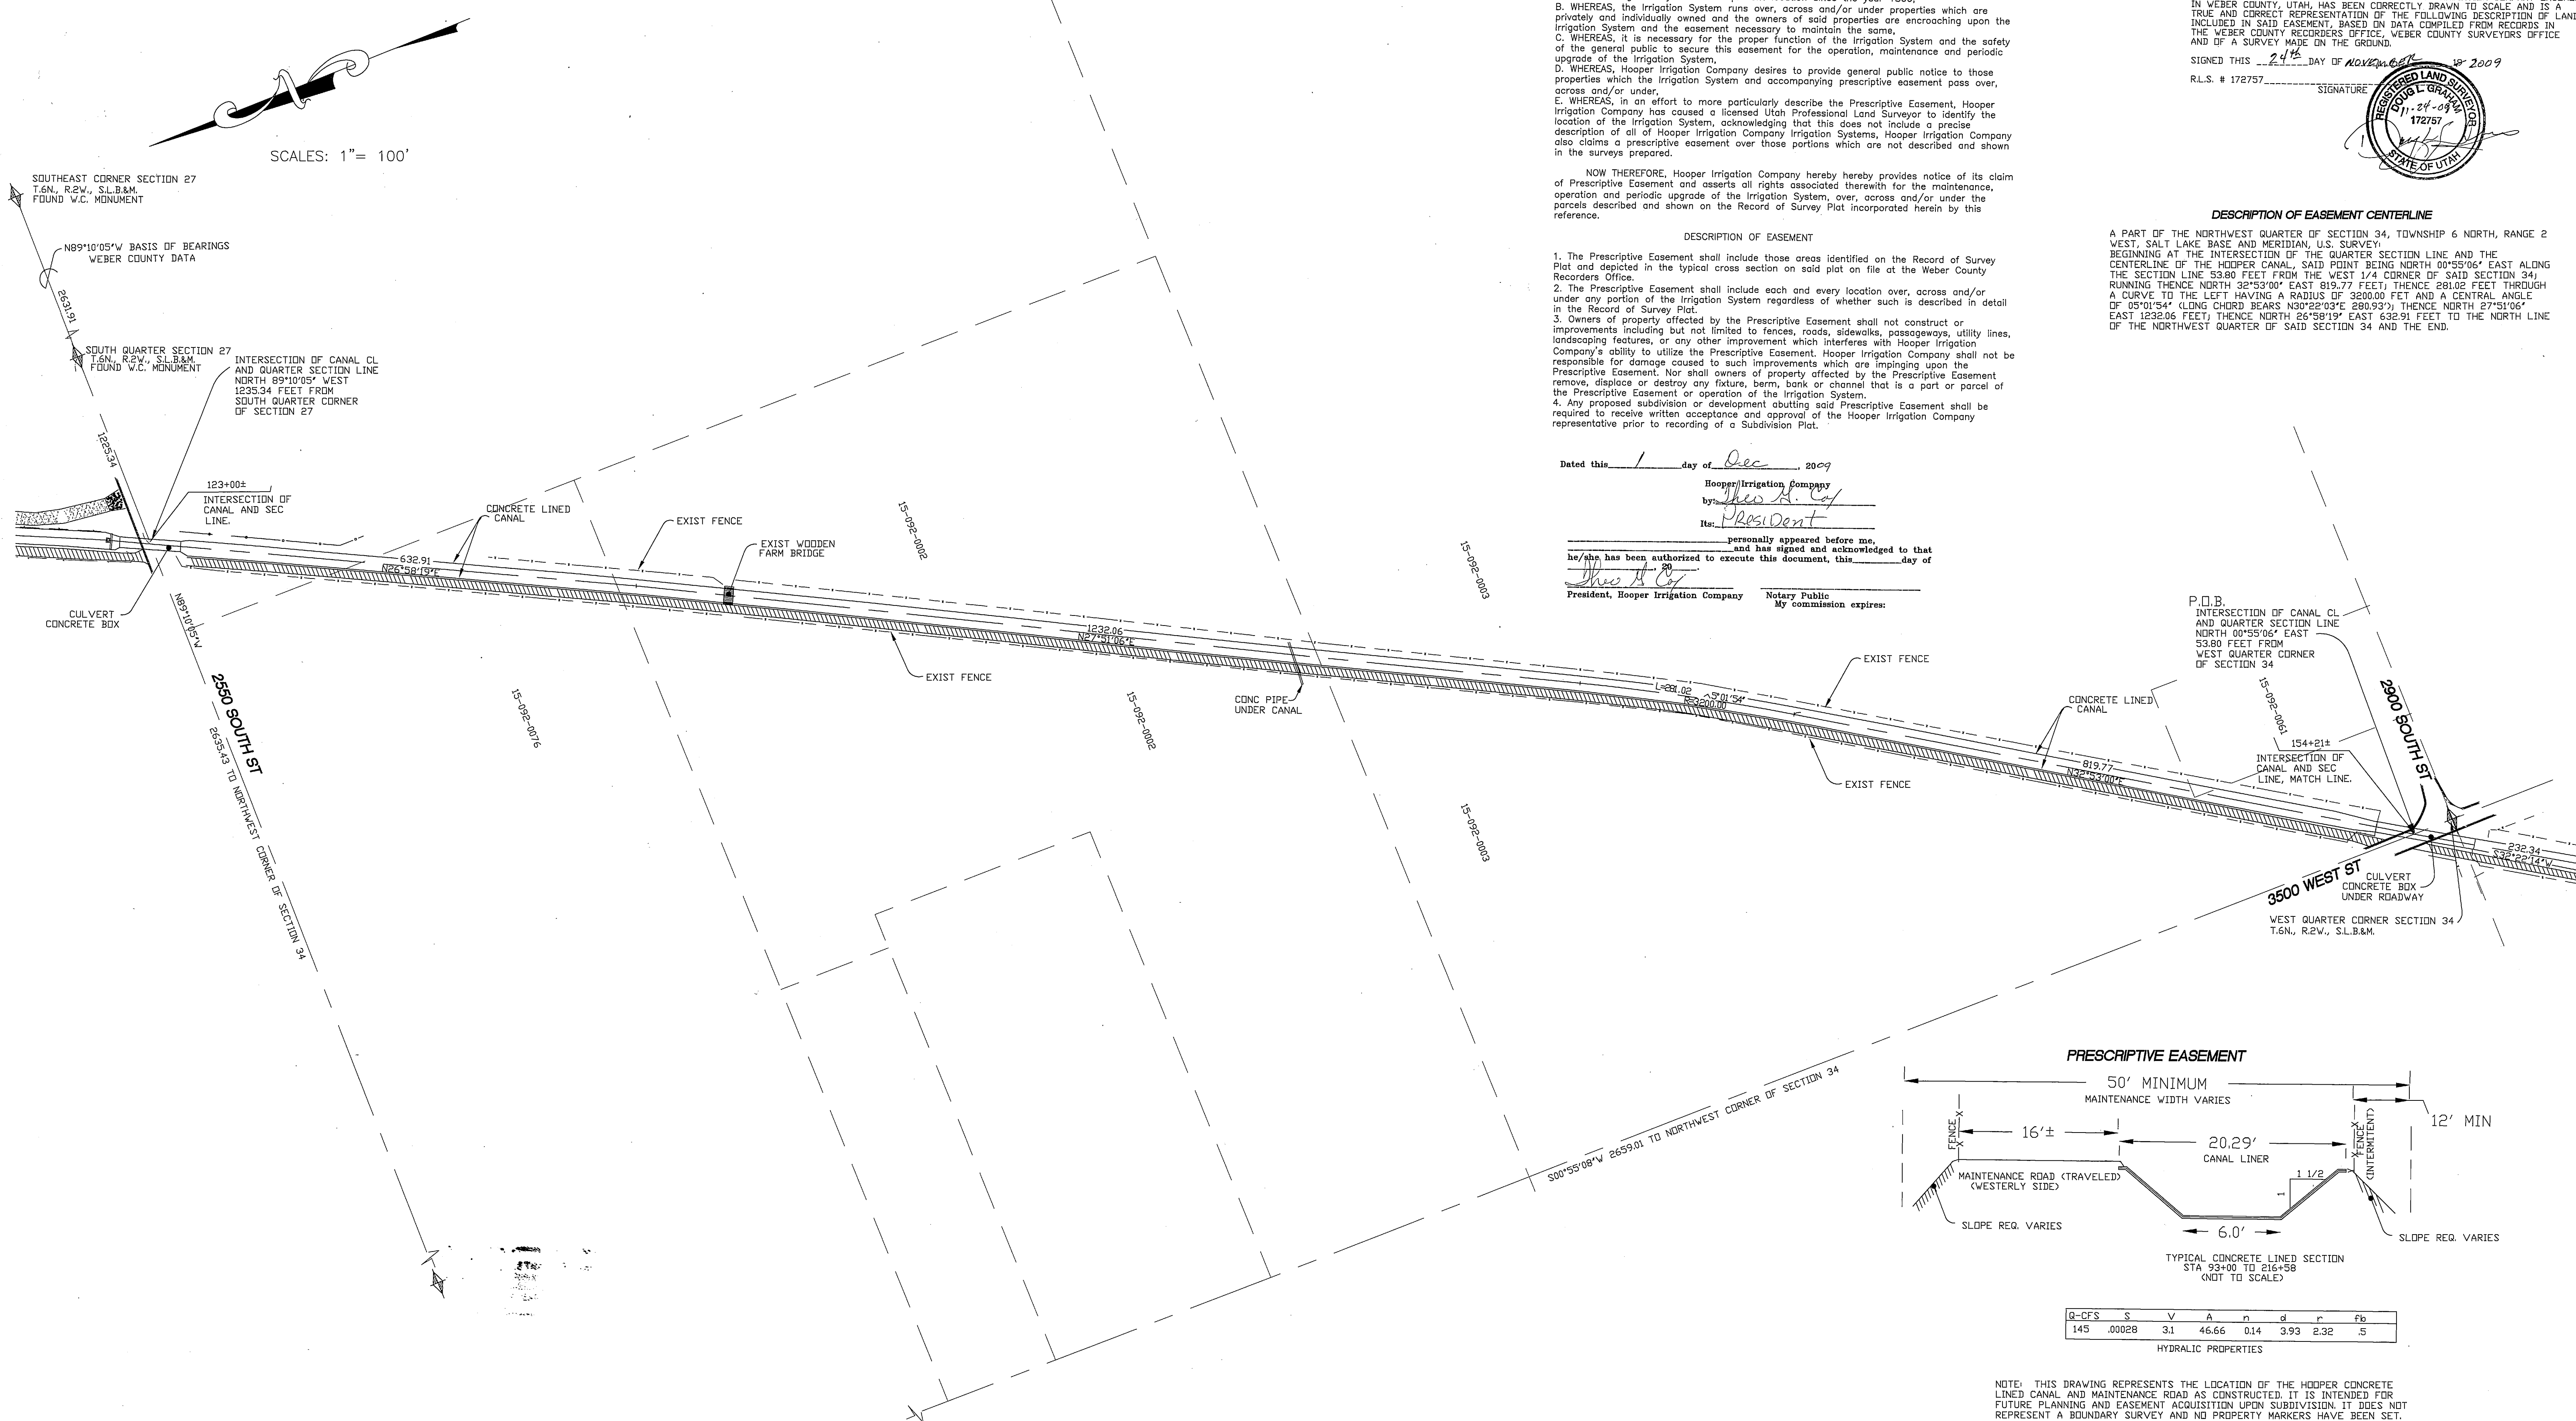 SCALES: 1"= 100'
SOUTHEAST CORNER SECTION 27
T.6N., R.2W., S.L.B.&M.
FOUND W.C. MONUMENT
N89°10'05"W BASIS OF BEARINGS
WEBER COUNTY DATA
2631.91
SOUTH QUARTER SECTION 27
T.6N., R.2W., S.L.B.&M.
FOUND W.C. MONUMENT
INTERSECTION OF CANAL CL
AND QUARTER SECTION LINE
NORTH 89°10'05" WEST
1235.34 FEET FROM
SOUTH QUARTER CORNER
OF SECTION 27
1225.34
123+00±
INTERSECTION OF
CANAL AND SEC
LINE.
CULVERT
CONCRETE BOX
N89°10'05"W
2550 SOUTH ST
2635.43 TO NORTHWEST CORNER OF SECTION 34
632.91
N26°58'19"E
CONCRETE LINED
CANAL
EXIST FENCE
EXIST WOODEN
FARM BRIDGE
15-092-0002
15-092-0076
EXIST FENCE
1232.06
N27°51'06"E
15-092-0002
CONC PIPE
UNDER CANAL
15-092-0003
15-092-0003
L=281.02
5°01'54"
R=3200.00
EXIST FENCE
EXIST FENCE
CONCRETE LINED
CANAL
819.77
N32°53'00"E
P.O.B.
INTERSECTION OF CANAL CL
AND QUARTER SECTION LINE
NORTH 00°55'06" EAST
53.80 FEET FROM
WEST QUARTER CORNER
OF SECTION 34
15-092-0061
2900 SOUTH ST
154+21±
INTERSECTION OF
CANAL AND SEC
LINE, MATCH LINE.
3500 WEST ST
CULVERT
CONCRETE BOX
UNDER ROADWAY
232.34
S32°22'14"W
WEST QUARTER CORNER SECTION 34
T.6N., R.2W., S.L.B.&M.
S00°55'08"W 2659.01 TO NORTHWEST CORNER OF SECTION 34
B. WHEREAS, the Irrigation System runs over, across and/or under properties which are
privately and individually owned and the owners of said properties are encroaching upon the
Irrigation System and the easement necessary to maintain the same,
C. WHEREAS, it is necessary for the proper function of the Irrigation System and the safety
of the general public to secure this easement for the operation, maintenance and periodic
upgrade of the Irrigation System,
D. WHEREAS, Hooper Irrigation Company desires to provide general public notice to those
properties which the Irrigation System and accompanying prescriptive easement pass over,
across and/or under,
E. WHEREAS, in an effort to more particularly describe the Prescriptive Easement, Hooper
Irrigation Company has caused a licensed Utah Professional Land Surveyor to identify the
location of the Irrigation System, acknowledging that this does not include a precise
description of all of Hooper Irrigation Company Irrigation Systems, Hooper Irrigation Company
also claims a prescriptive easement over those portions which are not described and shown
in the surveys prepared.
NOW THEREFORE, Hooper Irrigation Company hereby hereby provides notice of its claim
of Prescriptive Easement and asserts all rights associated therewith for the maintenance,
operation and periodic upgrade of the Irrigation System, over, across and/or under the
parcels described and shown on the Record of Survey Plat incorporated herein by this
reference.
DESCRIPTION OF EASEMENT
1. The Prescriptive Easement shall include those areas identified on the Record of Survey
Plat and depicted in the typical cross section on said plat on file at the Weber County
Recorders Office.
2. The Prescriptive Easement shall include each and every location over, across and/or
under any portion of the Irrigation System regardless of whether such is described in detail
in the Record of Survey Plat.
3. Owners of property affected by the Prescriptive Easement shall not construct or
improvements including but not limited to fences, roads, sidewalks, passageways, utility lines,
landscaping features, or any other improvement which interferes with Hooper Irrigation
Company's ability to utilize the Prescriptive Easement. Hooper Irrigation Company shall not be
responsible for damage caused to such improvements which are impinging upon the
Prescriptive Easement. Nor shall owners of property affected by the Prescriptive Easement
remove, displace or destroy any fixture, berm, bank or channel that is a part or parcel of
the Prescriptive Easement or operation of the Irrigation System.
4. Any proposed subdivision or development abutting said Prescriptive Easement shall be
required to receive written acceptance and approval of the Hooper Irrigation Company
representative prior to recording of a Subdivision Plat.
Dated this 1 day of Dec, 2009
Hooper Irrigation Company
by: Theo G. Cox
Its: President
personally appeared before me,
and has signed and acknowledged to that
he/she has been authorized to execute this document, this day of
, 20 .
Theo G Cox
President, Hooper Irrigation Company
Notary Public
My commission expires:
IN WEBER COUNTY, UTAH, HAS BEEN CORRECTLY DRAWN TO SCALE AND IS A
TRUE AND CORRECT REPRESENTATION OF THE FOLLOWING DESCRIPTION OF LAND
INCLUDED IN SAID EASEMENT, BASED ON DATA COMPILED FROM RECORDS IN
THE WEBER COUNTY RECORDERS OFFICE, WEBER COUNTY SURVEYORS OFFICE
AND OF A SURVEY MADE ON THE GROUND.
SIGNED THIS 24th DAY OF NOVEMBER 2009
R.L.S. # 172757
SIGNATURE
REGISTERED LAND SURVEYOR
DOUG L. GRAHAM
11-24-09
172757
STATE OF UTAH
DESCRIPTION OF EASEMENT CENTERLINE
A PART OF THE NORTHWEST QUARTER OF SECTION 34, TOWNSHIP 6 NORTH, RANGE 2
WEST, SALT LAKE BASE AND MERIDIAN, U.S. SURVEY:
BEGINNING AT THE INTERSECTION OF THE QUARTER SECTION LINE AND THE
CENTERLINE OF THE HOOPER CANAL, SAID POINT BEING NORTH 00°55'06" EAST ALONG
THE SECTION LINE 53.80 FEET FROM THE WEST 1/4 CORNER OF SAID SECTION 34;
RUNNING THENCE NORTH 32°53'00" EAST 819.77 FEET; THENCE 281.02 FEET THROUGH
A CURVE TO THE LEFT HAVING A RADIUS OF 3200.00 FET AND A CENTRAL ANGLE
OF 05°01'54" (LONG CHORD BEARS N30°22'03"E 280.93'); THENCE NORTH 27°51'06"
EAST 1232.06 FEET; THENCE NORTH 26°58'19" EAST 632.91 FEET TO THE NORTH LINE
OF THE NORTHWEST QUARTER OF SAID SECTION 34 AND THE END.
PRESCRIPTIVE EASEMENT
50' MINIMUM
MAINTENANCE WIDTH VARIES
12' MIN
FENCE
16'±
20.29'
CANAL LINER
FENCE
(INTERMITENT)
MAINTENANCE ROAD (TRAVELED)
(WESTERLY SIDE)
1 1/2
1
SLOPE REQ. VARIES
6.0'
SLOPE REQ. VARIES
TYPICAL CONCRETE LINED SECTION
STA 93+00 TO 216+58
(NOT TO SCALE)
Q-CFS S V A n d r fb
145 .00028 3.1 46.66 0.14 3.93 2.32 .5
HYDRALIC PROPERTIES
NOTE: THIS DRAWING REPRESENTS THE LOCATION OF THE HOOPER CONCRETE
LINED CANAL AND MAINTENANCE ROAD AS CONSTRUCTED. IT IS INTENDED FOR
FUTURE PLANNING AND EASEMENT ACQUISITION UPON SUBDIVISION. IT DOES NOT
REPRESENT A BOUNDARY SURVEY AND NO PROPERTY MARKERS HAVE BEEN SET.